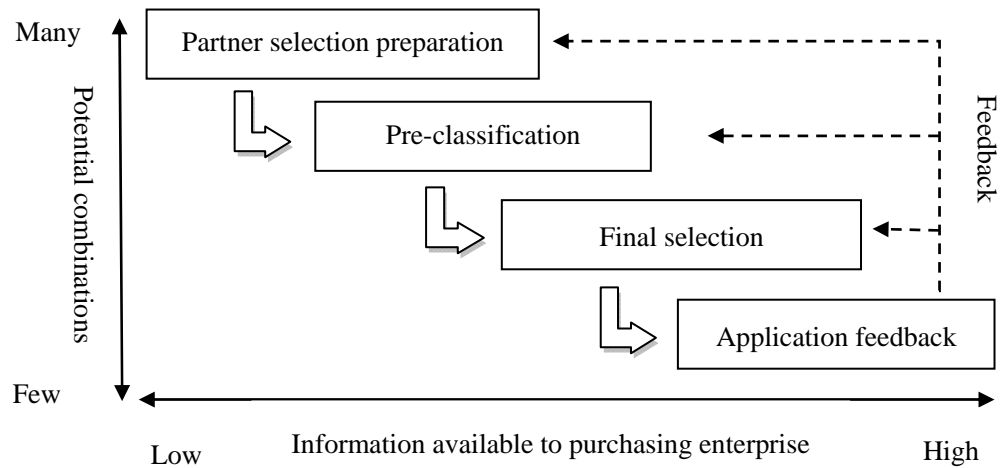 Many
Partner selection preparation
Pre-classification
Final selection
Application feedback
Potential combinations
Feedback
Few
Low
Information available to purchasing enterprise
High